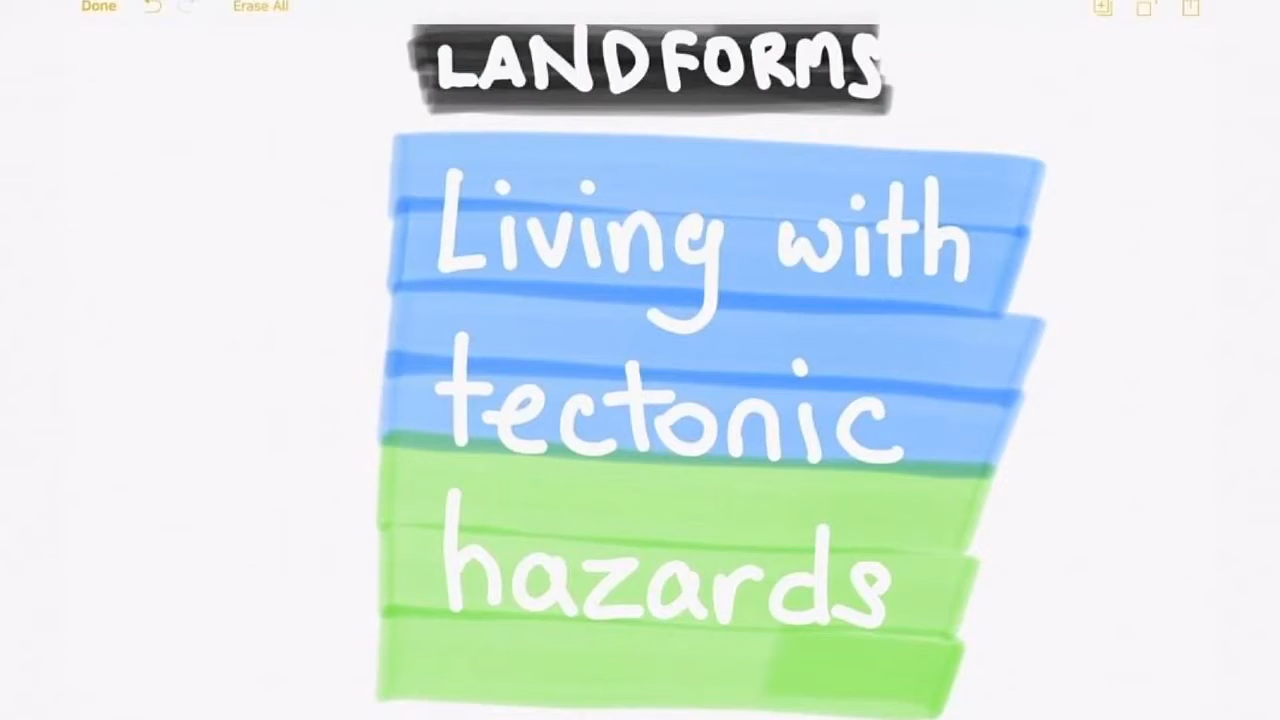 Done Erase All
LANDFORMS
Living with
tectonic
hazards